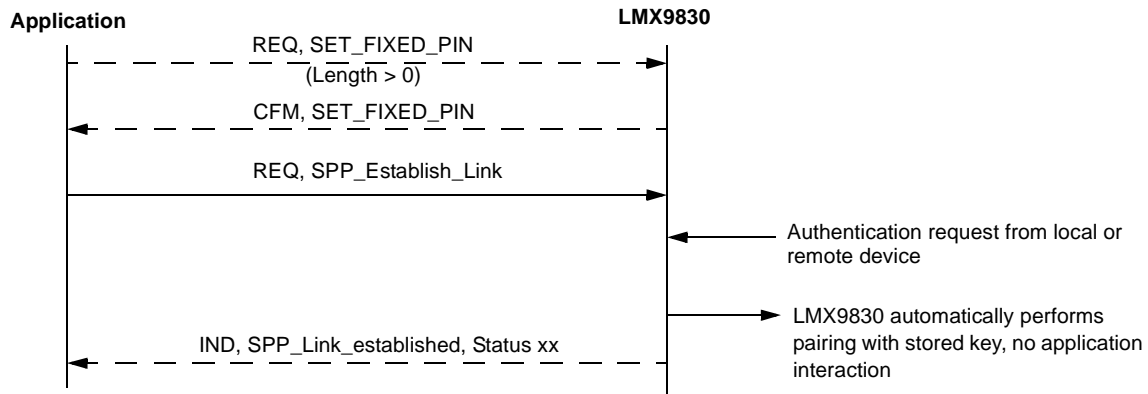 Application
LMX9830
REQ, SET_FIXED_PIN
(Length > 0)
CFM, SET_FIXED_PIN
REQ, SPP_Establish_Link
Authentication request from local or
remote device
LMX9830 automatically performs
pairing with stored key, no application
interaction
IND, SPP_Link_established, Status xx